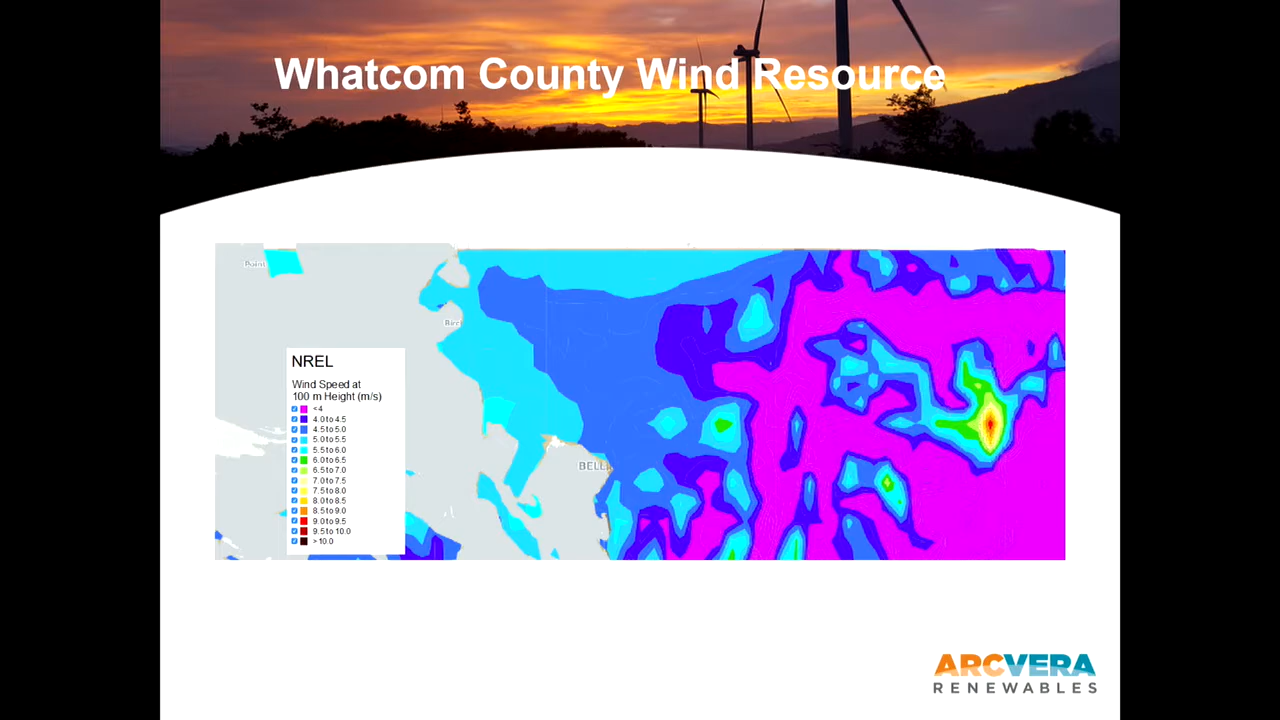 Whatcom County Wind Resource
Point
Birc
NREL
Wind Speed at
100 m Height (m/s)
<4
4.0 to 4.5
4.5 to 5.0
5.0 to 5.5
5.5 to 6.0
6.0 to 6.5
6.5 to 7.0
7.0 to 7.5
7.5 to 8.0
8.0 to 8.5
8.5 to 9.0
9.0 to 9.5
9.5 to 10.0
>10.0
BELL
ARCVERA
RENEWABLES